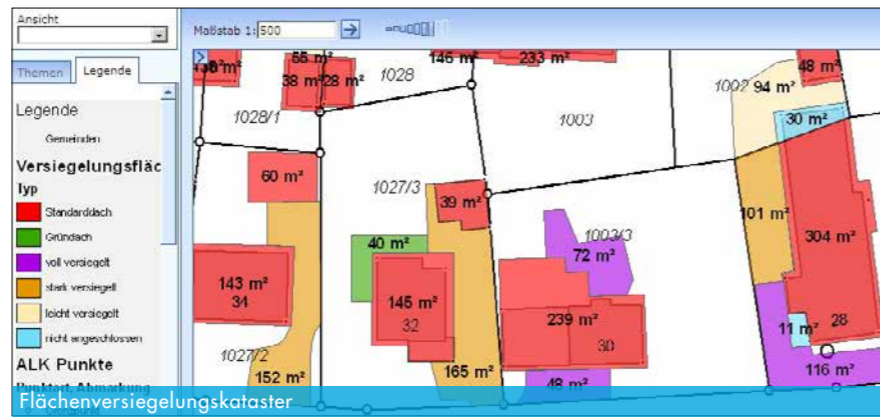 Ansicht
Maßstab 1: 500
Themen
Legende
Legende
Gemeinden
Versiegelungsfläc
Typ
Standarddach
Gründach
voll versiegelt
stark versiegelt
leicht versiegelt
nicht angeschlossen
ALK Punkte
Punktart, Abmarkung
55 m²
146 m²
233 m²
48 m²
38 m²
28 m²
1028
1002
94 m²
1028/1
1003
30 m²
60 m²
1027/3
39 m²
101 m²
304 m²
40 m²
1003/3
72 m²
143 m²
34
145 m²
32
239 m²
30
11 m²
28
1027/2
152 m²
165 m²
48 m²
116 m²
Flächenversiegelungskataster